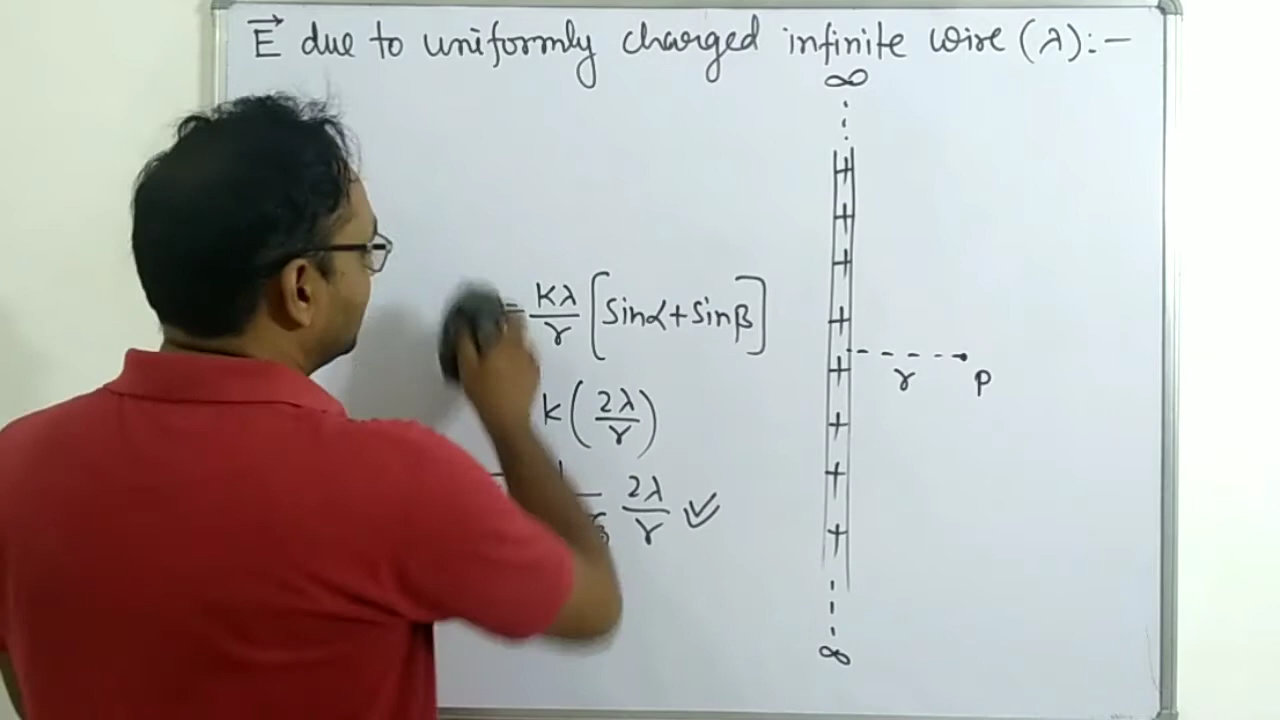 E⃗ due to uniformly charged infinite wire (λ):-
∞
= Kλ/r [Sinα + Sinβ]
r P
K(2λ/r)
2λ/r
∞